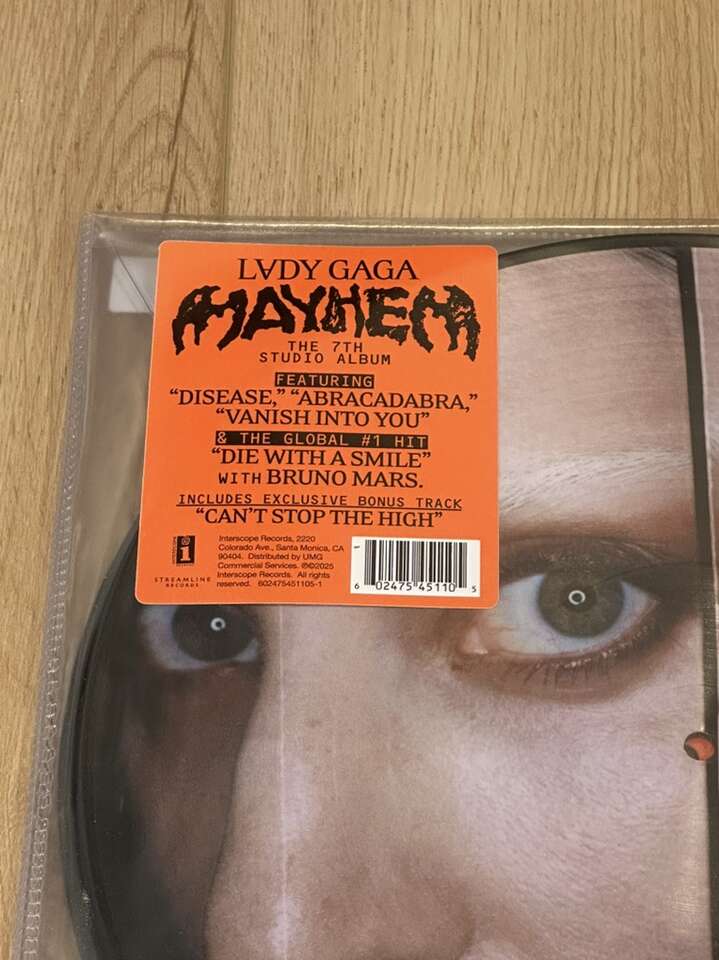 LVDY GAGA
MAYHEM
THE 7TH
STUDIO ALBUM
FEATURING
“DISEASE,” “ABRACADABRA,”
“VANISH INTO YOU”
& THE GLOBAL #1 HIT
“DIE WITH A SMILE”
WITH BRUNO MARS.
INCLUDES EXCLUSIVE BONUS TRACK
“CAN’T STOP THE HIGH”
i
STREAMLINE
RECORDS
Interscope Records, 2220
Colorado Ave., Santa Monica, CA
90404. Distributed by UMG
Commercial Services. ℗©2025
Interscope Records. All rights
reserved. 602475451105-1
6 02475 45110 5